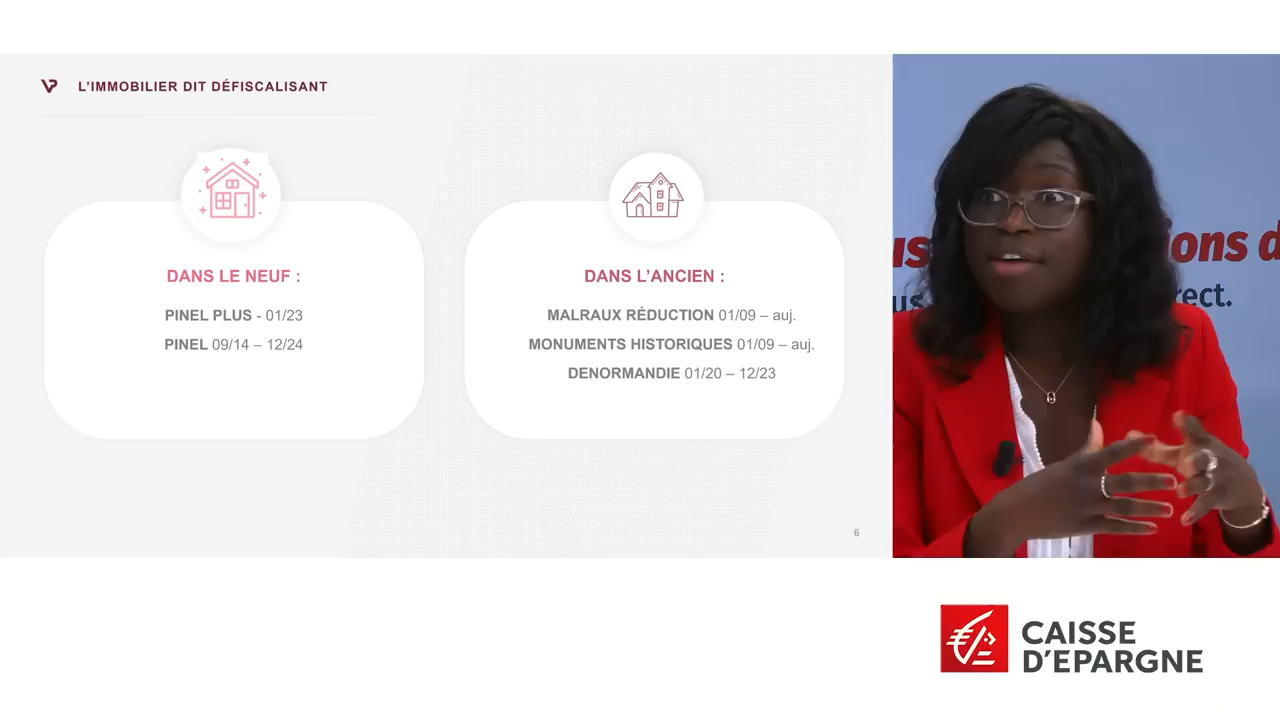 L'IMMOBILIER DIT DÉFISCALISANT
DANS LE NEUF :
PINEL PLUS - 01/23
PINEL 09/14 – 12/24
DANS L'ANCIEN :
MALRAUX RÉDUCTION 01/09 – auj.
MONUMENTS HISTORIQUES 01/09 – auj.
DENORMANDIE 01/20 – 12/23
6
ions d
CAISSE
D'EPARGNE